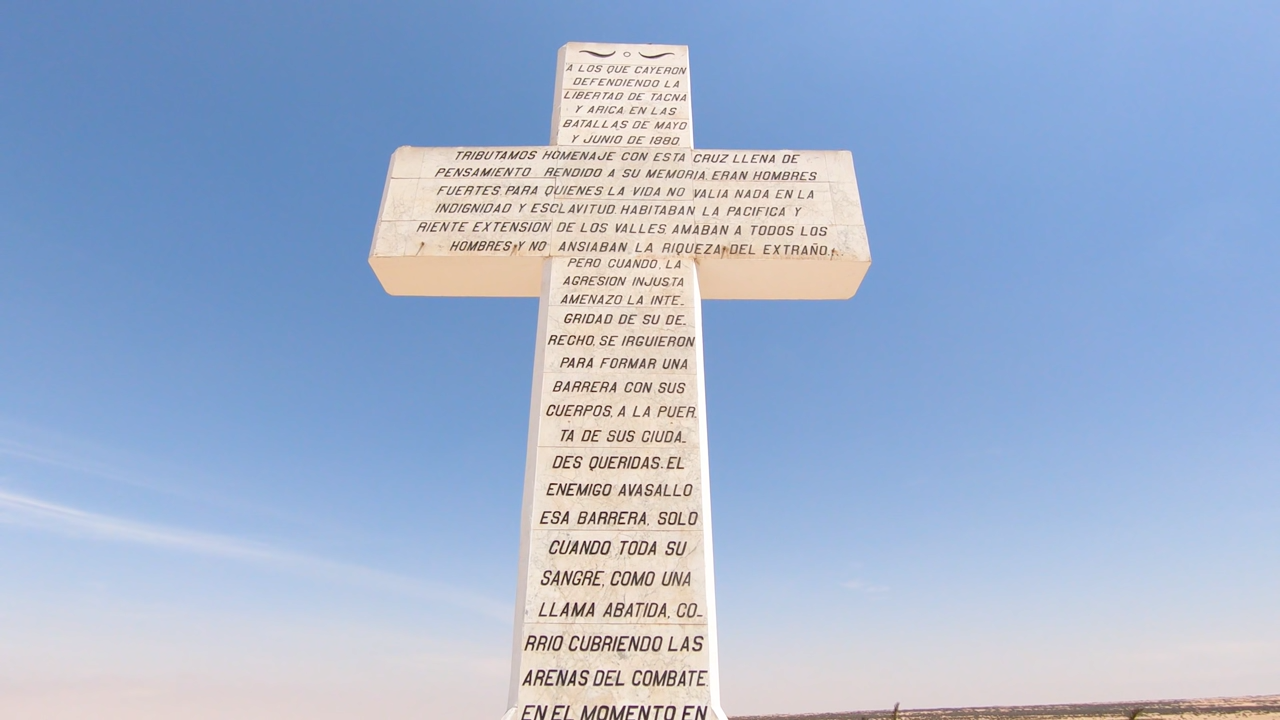 A LOS QUE CAYERON
DEFENDIENDO LA
LIBERTAD DE TACNA
Y ARICA EN LAS
BATALLAS DE MAYO
Y JUNIO DE 1880.
TRIBUTAMOS HOMENAJE CON ESTA CRUZ LLENA DE
PENSAMIENTO RENDIDO A SU MEMORIA. ERAN HOMBRES
FUERTES, PARA QUIENES LA VIDA NO VALIA NADA EN LA
INDIGNIDAD Y ESCLAVITUD. HABITABAN LA PACIFICA Y
RIENTE EXTENSION DE LOS VALLES. AMABAN A TODOS LOS
HOMBRES Y NO ANSIABAN LA RIQUEZA DEL EXTRAÑO.
PERO CUANDO, LA
AGRESION INJUSTA
AMENAZO LA INTE_
GRIDAD DE SU DE_
RECHO, SE IRGUIERON
PARA FORMAR UNA
BARRERA CON SUS
CUERPOS, A LA PUER_
TA DE SUS CIUDA_
DES QUERIDAS. EL
ENEMIGO AVASALLO
ESA BARRERA, SOLO
CUANDO TODA SU
SANGRE, COMO UNA
LLAMA ABATIDA, CO_
RRIO CUBRIENDO LAS
ARENAS DEL COMBATE.
EN EL MOMENTO EN